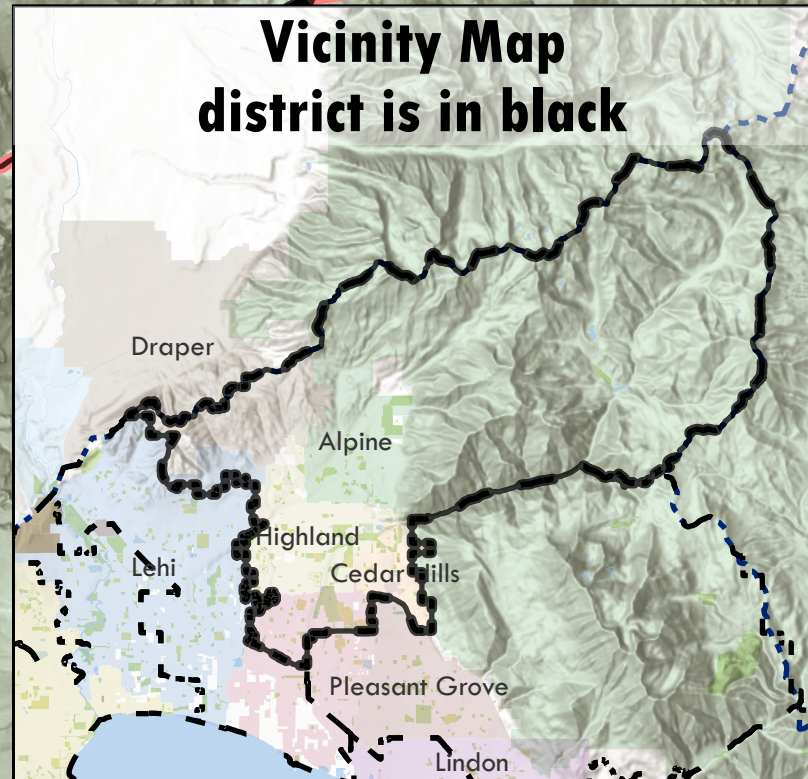 Vicinity Map
district is in black
Draper
Alpine
Highland
Lehi
Cedar Hills
Pleasant Grove
Lindon